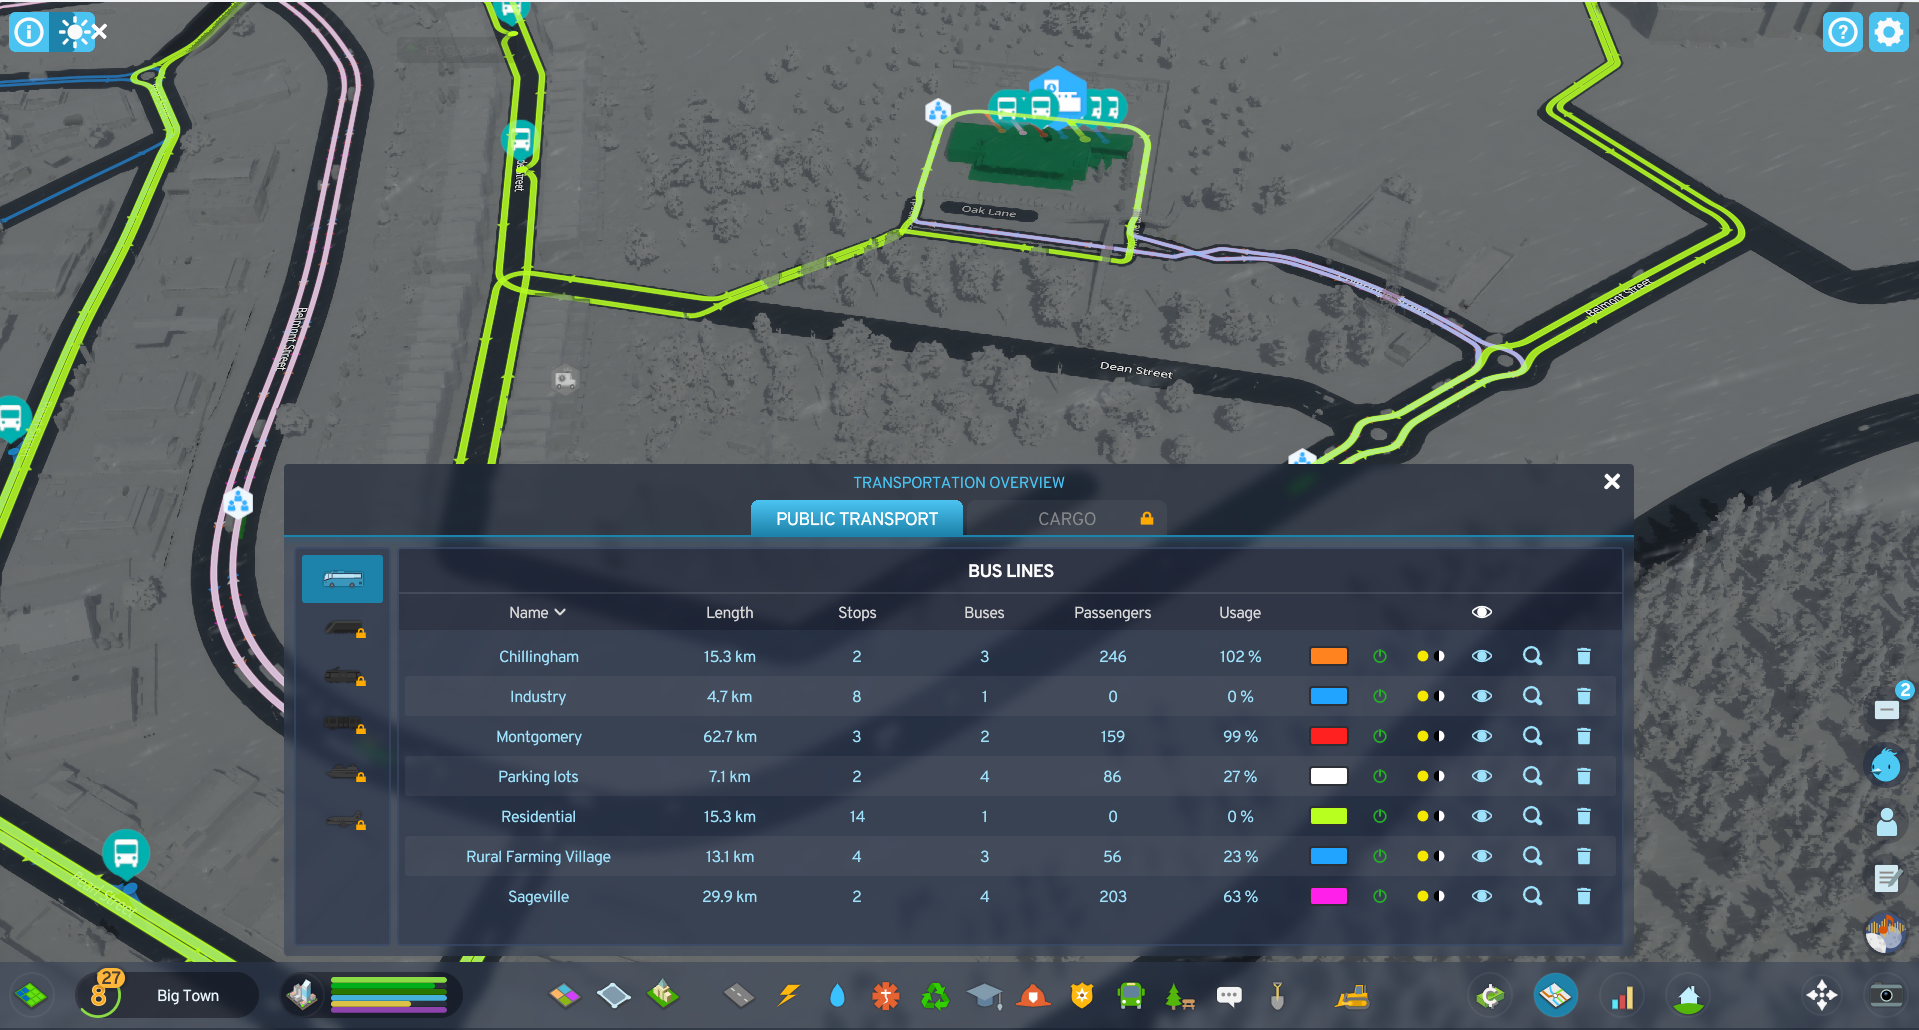 Oak Lane
Belmont Street
Belmont Street
Dean Street
TRANSPORTATION OVERVIEW
PUBLIC TRANSPORT
CARGO
BUS LINES
Name Length Stops Buses Passengers Usage
Chillingham 15.3 km 2 3 246 102 %
Industry 4.7 km 8 1 0 0 %
Montgomery 62.7 km 3 2 159 99 %
Parking lots 7.1 km 2 4 86 27 %
Residential 15.3 km 14 1 0 0 %
Rural Farming Village 13.1 km 4 3 56 23 %
Sageville 29.9 km 2 4 203 63 %
2
27
8
Big Town